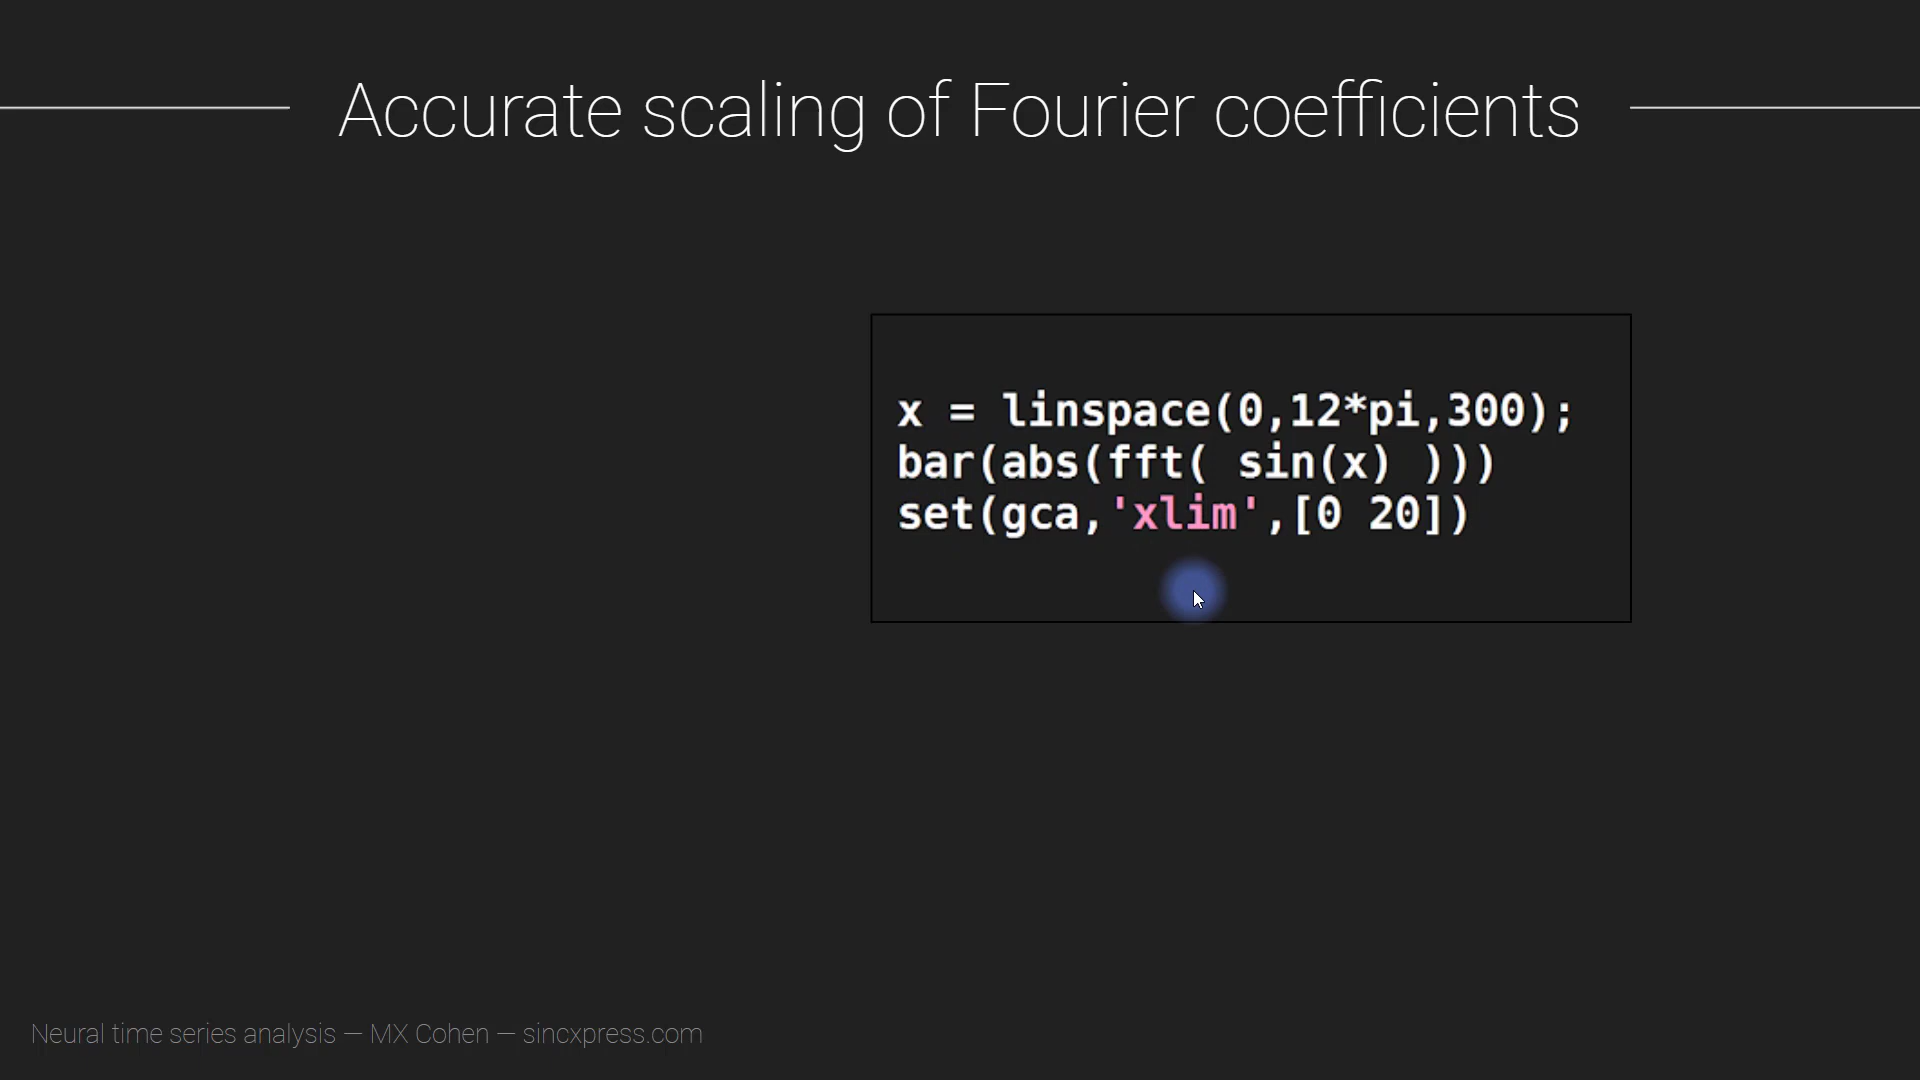 Accurate scaling of Fourier coefficients
x = linspace(0,12*pi,300);
bar(abs(fft( sin(x) )))
set(gca,'xlim',[0 20])
Neural time series analysis — MX Cohen — sincxpress.com